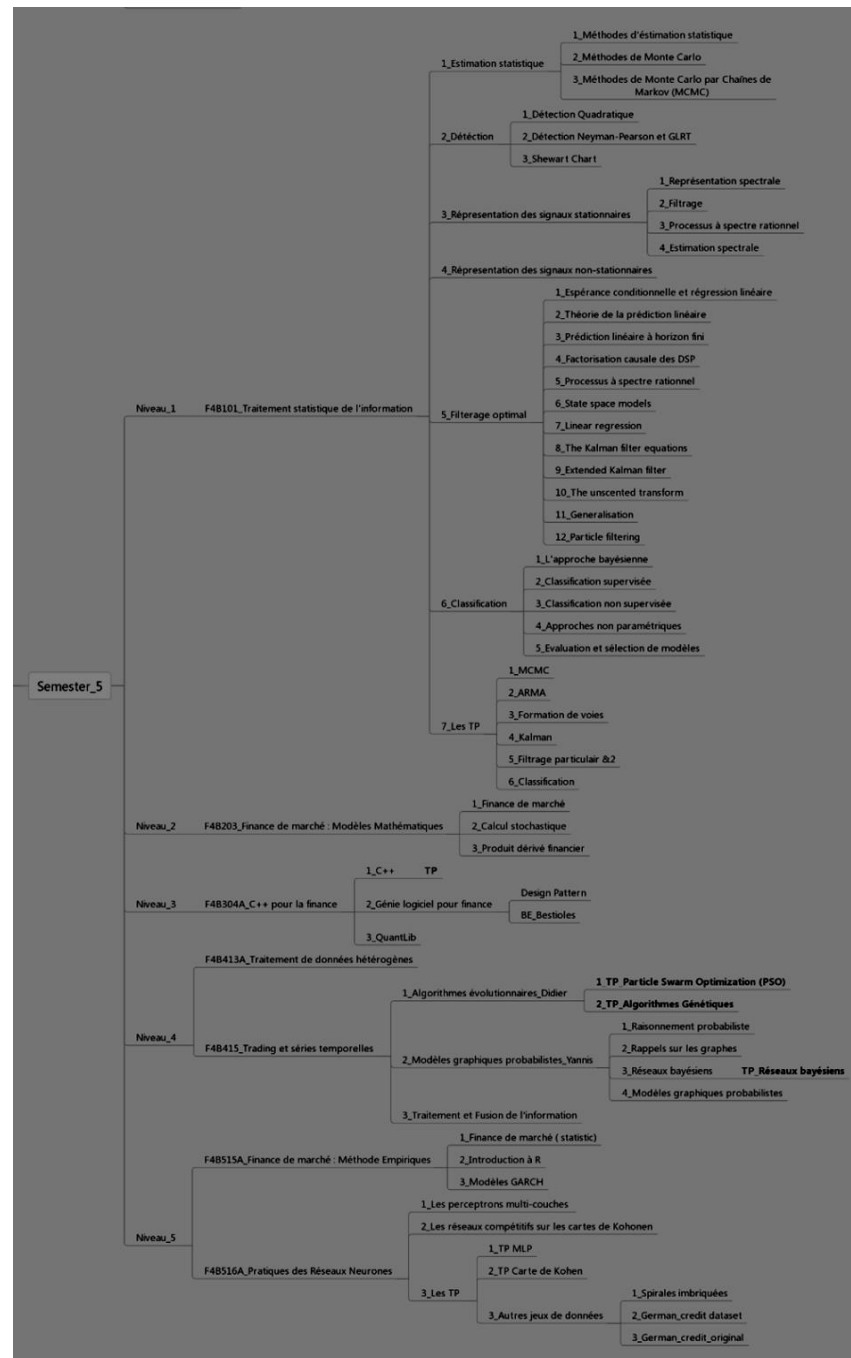 1_Méthodes d'éstimation statistique
1_Estimation statistique
2_Méthodes de Monte Carlo
3_Méthodes de Monte Carlo par Chaînes de
Markov (MCMC)
1_Détection Quadratique
2_Détéction
2_Détection Neyman-Pearson et GLRT
3_Shewart Chart
1_Représentation spectrale
2_Filtrage
3_Répresentation des signaux stationnaires
3_Processus à spectre rationnel
4_Estimation spectrale
4_Répresentation des signaux non-stationnaires
1_Espérance conditionnelle et régression linéaire
2_Théorie de la prédiction linéaire
3_Prédiction linéaire à horizon fini
4_Factorisation causale des DSP
5_Processus à spectre rationnel
6_State space models
Niveau_1
F4B101_Traitement statistique de l'information
5_Filterage optimal
7_Linear regression
8_The Kalman filter equations
9_Extended Kalman filter
10_The unscented transform
11_Generalisation
12_Particle filtering
1_L'approche bayésienne
2_Classification supervisée
6_Classification
3_Classification non supervisée
4_Approches non paramétriques
5_Evaluation et sélection de modèles
Semester_5
1_MCMC
2_ARMA
3_Formation de voies
7_Les TP
4_Kalman
5_Filtrage particulair &2
6_Classification
1_Finance de marché
Niveau_2
F4B203_Finance de marché : Modèles Mathématiques
2_Calcul stochastique
3_Produit dérivé financier
1_C++ TP
Design Pattern
Niveau_3
F4B304A_C++ pour la finance
2_Génie logiciel pour finance
BE_Bestioles
3_QuantLib
F4B413A_Traitement de données hétérogènes
1_TP_Particle Swarm Optimization (PSO)
1_Algorithmes évolutionnaires_Didier
2_TP_Algorithmes Génétiques
1_Raisonnement probabiliste
Niveau_4
F4B415_Trading et séries temporelles
2_Rappels sur les graphes
2_Modèles graphiques probabilistes_Yannis
3_Réseaux bayésiens TP_Réseaux bayésiens
4_Modèles graphiques probabilistes
3_Traitement et Fusion de l'information
1_Finance de marché ( statistic)
F4B515A_Finance de marché : Méthode Empiriques
2_Introduction à R
3_Modèles GARCH
1_Les perceptrons multi-couches
2_Les réseaux compétitifs sur les cartes de Kohonen
Niveau_5
1_TP MLP
F4B516A_Pratiques des Réseaux Neurones
2_TP Carte de Kohen
3_Les TP
1_Spirales imbriquées
3_Autres jeux de données
2_German_credit dataset
3_German_credit_original